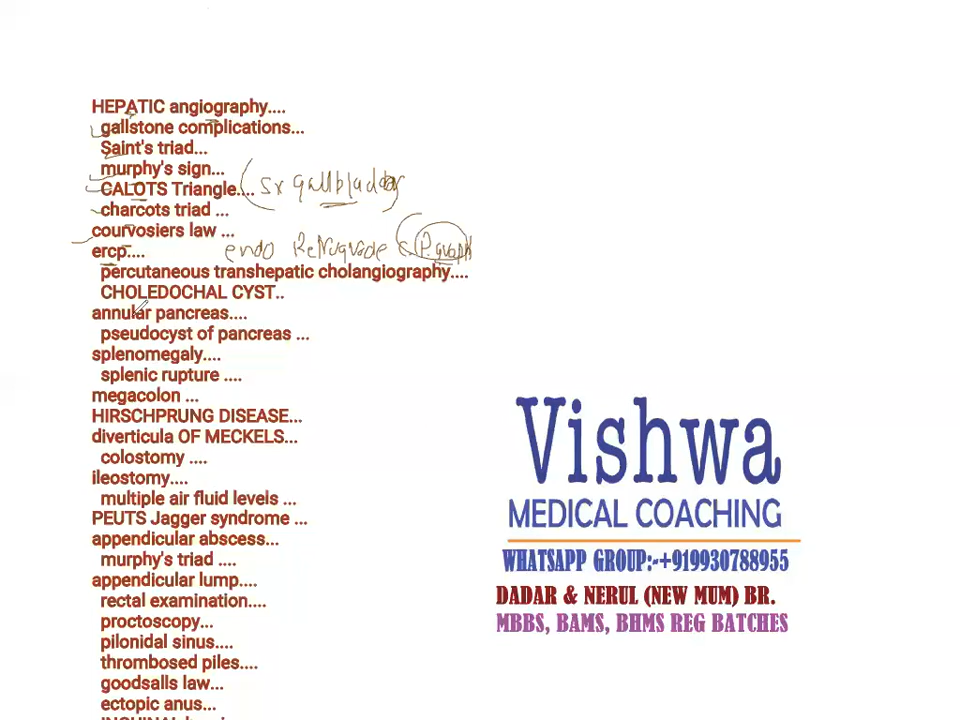 HEPATIC angiography....
gallstone complications...
Saint's triad...
murphy's sign...
CALOTS Triangle.... (Sx gallbladder)
charcots triad ...
courvosiers law ...
ercp.... endo Retrograde C.P.graph
percutaneous transhepatic cholangiography....
CHOLEDOCHAL CYST..
annular pancreas....
pseudocyst of pancreas ...
splenomegaly....
splenic rupture ....
megacolon ...
HIRSCHPRUNG DISEASE...
diverticula OF MECKELS...
colostomy ....
ileostomy....
multiple air fluid levels ...
PEUTS Jagger syndrome ...
appendicular abscess...
murphy's triad ....
appendicular lump....
rectal examination....
proctoscopy...
pilonidal sinus....
thrombosed piles....
goodsalls law...
ectopic anus...
Vishwa
MEDICAL COACHING
WHATSAPP GROUP:-+919930788955
DADAR & NERUL (NEW MUM) BR.
MBBS, BAMS, BHMS REG BATCHES